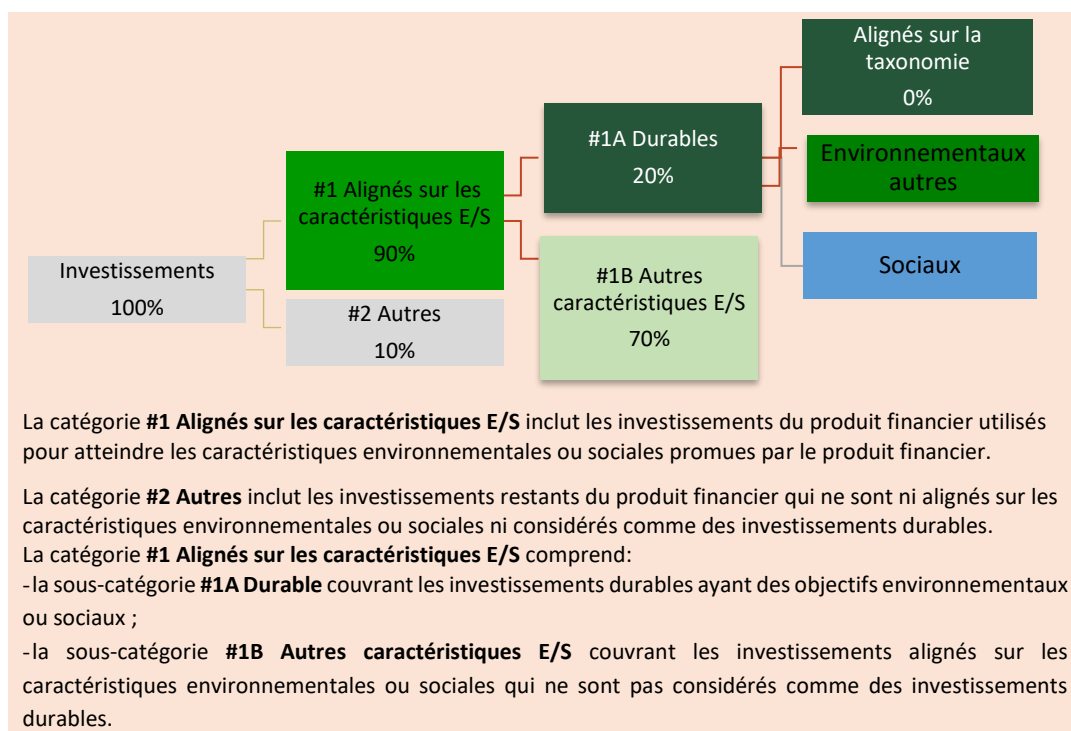 Alignés sur la
taxonomie
0%
#1A Durables
20%
Environnementaux
autres
#1 Alignés sur les
caractéristiques E/S
90%
Sociaux
Investissements
100%
#1B Autres
caractéristiques E/S
70%
#2 Autres
10%
La catégorie #1 Alignés sur les caractéristiques E/S inclut les investissements du produit financier utilisés
pour atteindre les caractéristiques environnementales ou sociales promues par le produit financier.
La catégorie #2 Autres inclut les investissements restants du produit financier qui ne sont ni alignés sur les
caractéristiques environnementales ou sociales ni considérés comme des investissements durables.
La catégorie #1 Alignés sur les caractéristiques E/S comprend:
-la sous-catégorie #1A Durable couvrant les investissements durables ayant des objectifs environnementaux
ou sociaux ;
-la sous-catégorie #1B Autres caractéristiques E/S couvrant les investissements alignés sur les
caractéristiques environnementales ou sociales qui ne sont pas considérés comme des investissements
durables.